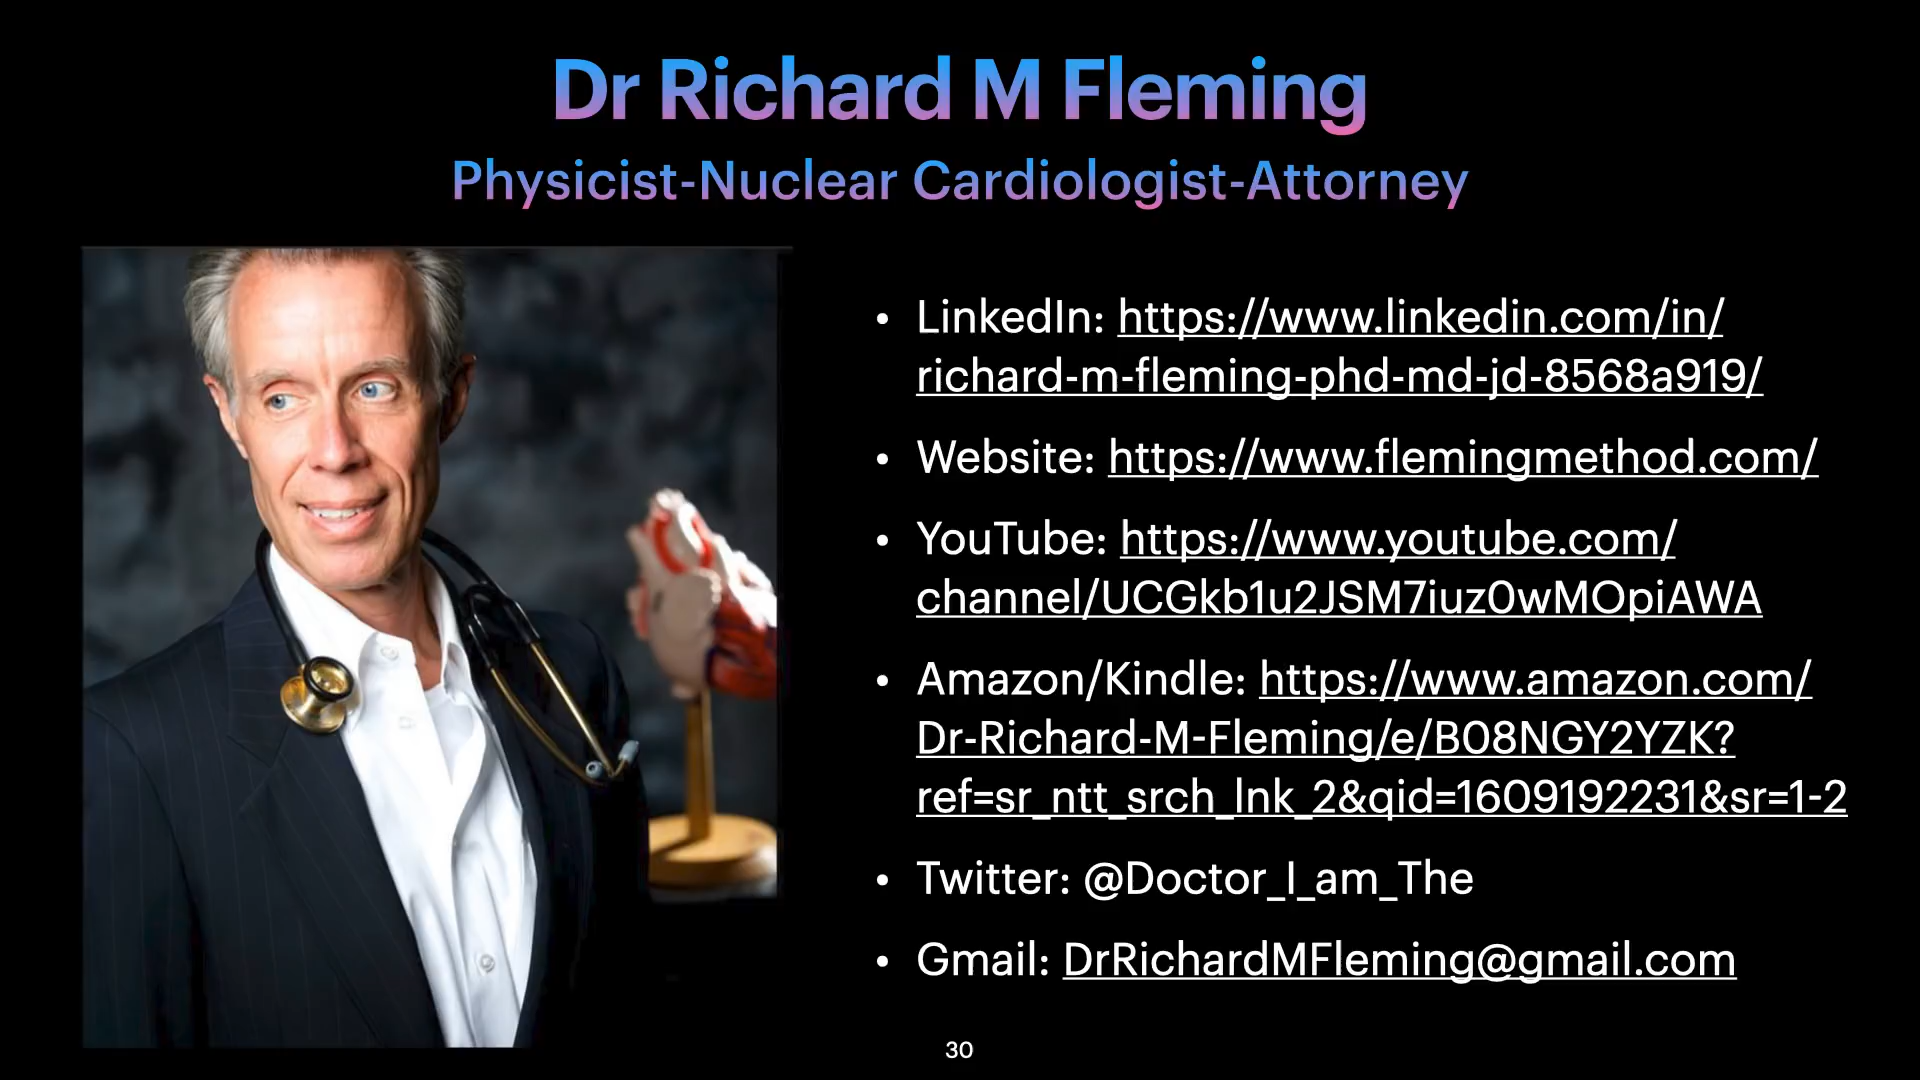 Dr Richard M Fleming
Physicist-Nuclear Cardiologist-Attorney
• LinkedIn: https://www.linkedin.com/in/
richard-m-fleming-phd-md-jd-8568a919/
• Website: https://www.flemingmethod.com/
• YouTube: https://www.youtube.com/
channel/UCGkb1u2JSM7iuz0wMOpiAWA
• Amazon/Kindle: https://www.amazon.com/
Dr-Richard-M-Fleming/e/B08NGY2YZK?
ref=sr_ntt_srch_lnk_2&qid=1609192231&sr=1-2
• Twitter: @Doctor_I_am_The
• Gmail: DrRichardMFleming@gmail.com
30